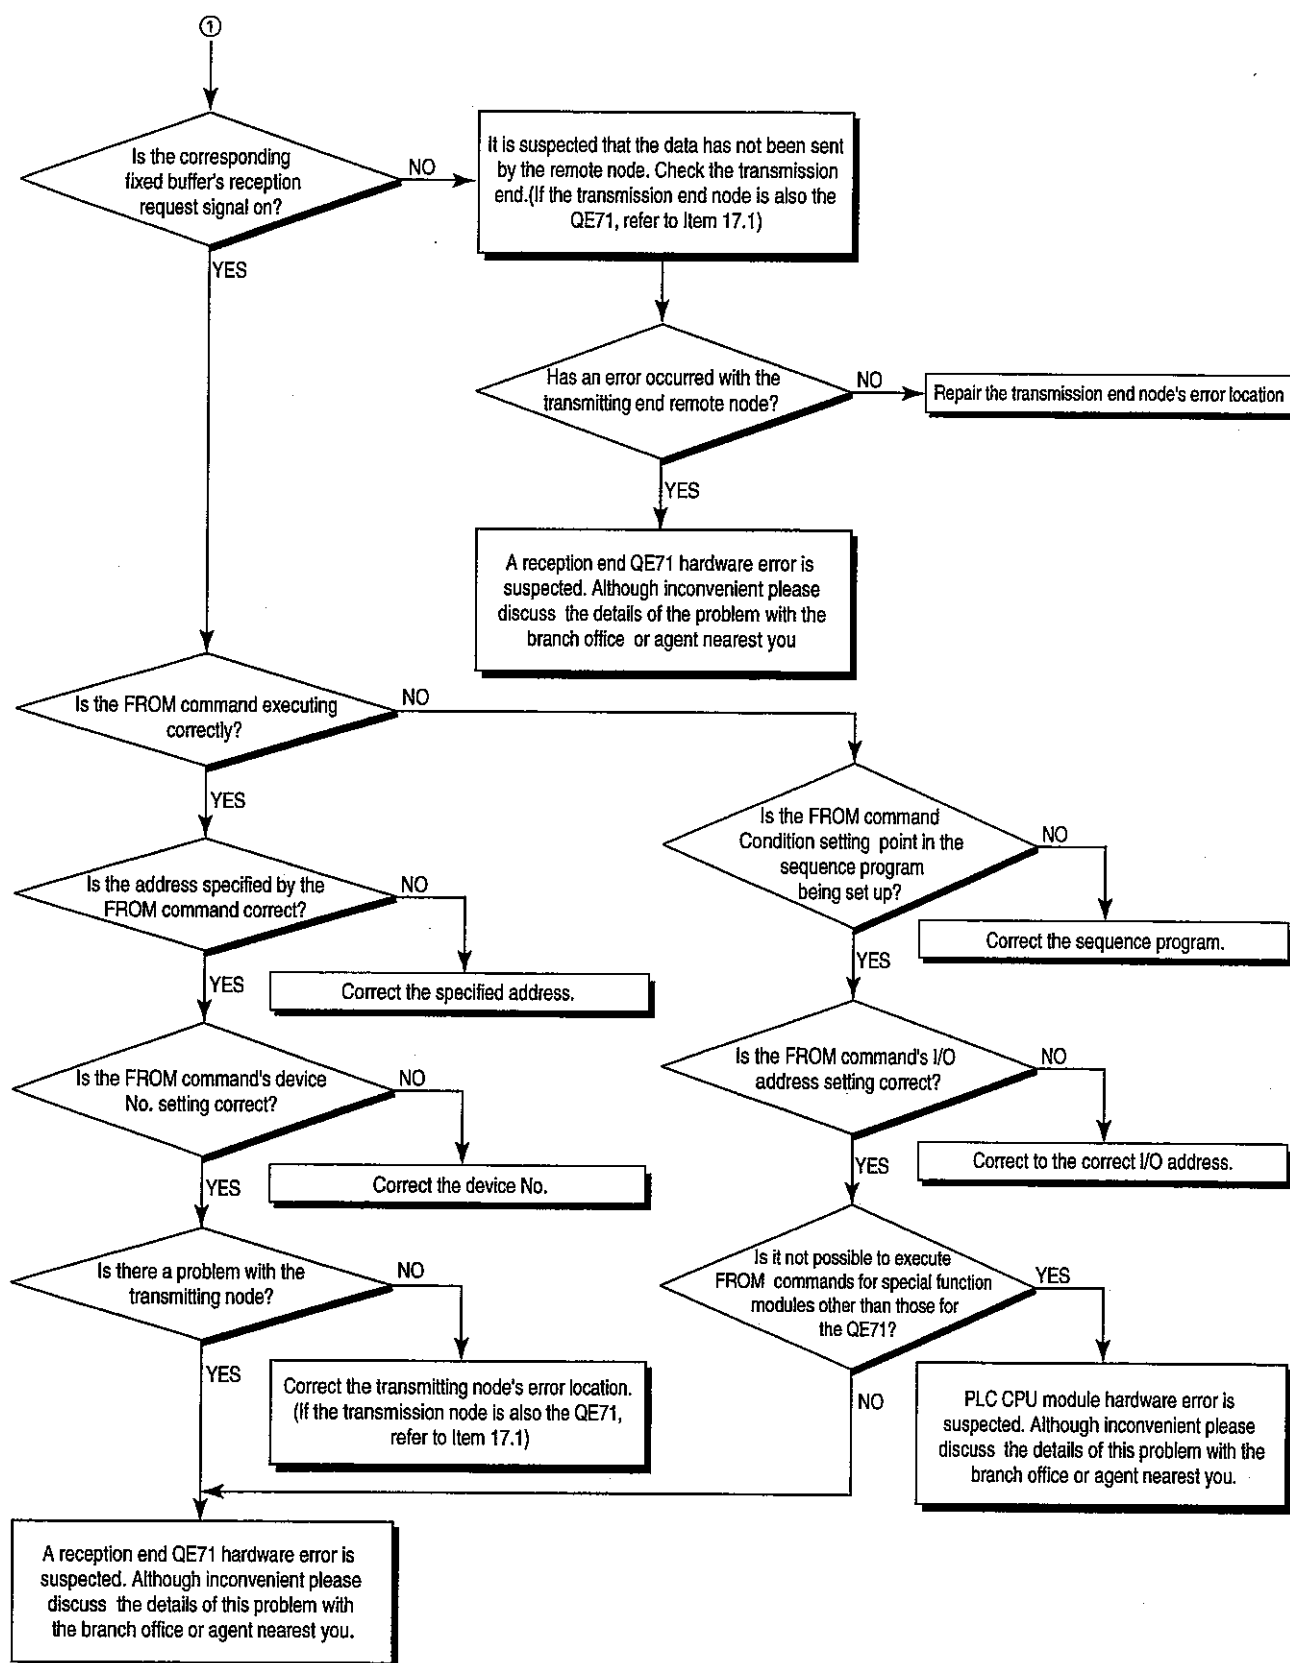 ①
Is the corresponding
fixed buffer's reception
request signal on?
NO
YES
It is suspected that the data has not been sent
by the remote node. Check the transmission
end.(If the transmission end node is also the
QE71, refer to Item 17.1)
Has an error occurred with the
transmitting end remote node?
NO
Repair the transmission end node's error location
YES
A reception end QE71 hardware error is
suspected. Although inconvenient please
discuss the details of the problem with the
branch office or agent nearest you
Is the FROM command executing
correctly?
NO
YES
Is the FROM command
Condition setting point in the
sequence program
being set up?
NO
Correct the sequence program.
YES
Is the address specified by the
FROM command correct?
NO
Correct the specified address.
YES
Is the FROM command's I/O
address setting correct?
NO
Correct to the correct I/O address.
YES
Is the FROM command's device
No. setting correct?
NO
Correct the device No.
YES
Is it not possible to execute
FROM commands for special function
modules other than those for
the QE71?
YES
NO
PLC CPU module hardware error is
suspected. Although inconvenient please
discuss the details of this problem with the
branch office or agent nearest you.
Is there a problem with the
transmitting node?
NO
Correct the transmitting node's error location.
(If the transmission node is also the QE71,
refer to Item 17.1)
YES
A reception end QE71 hardware error is
suspected. Although inconvenient please
discuss the details of this problem with
the branch office or agent nearest you.